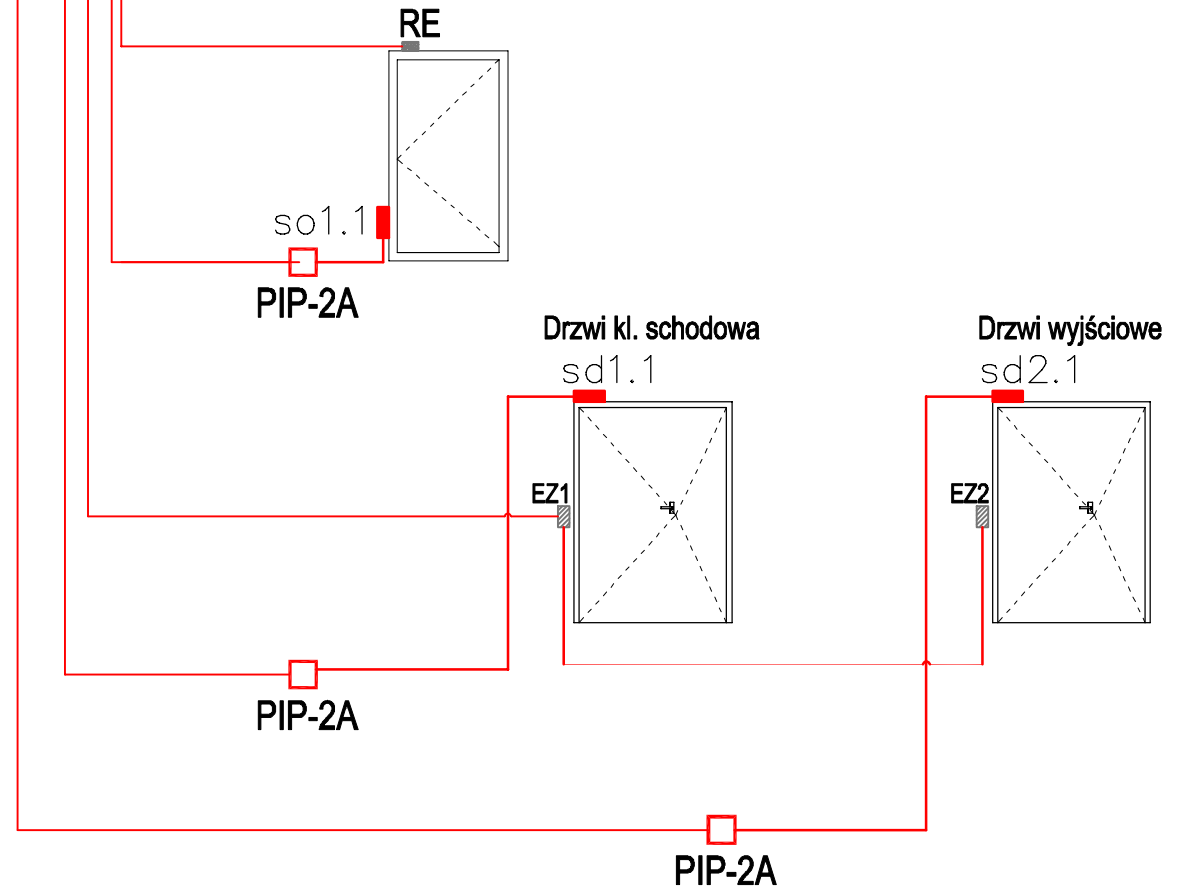 RE
so1.1
PIP-2A
Drzwi kl. schodowa
Drzwi wyjściowe
sd1.1
sd2.1
EZ1
EZ2
PIP-2A
PIP-2A